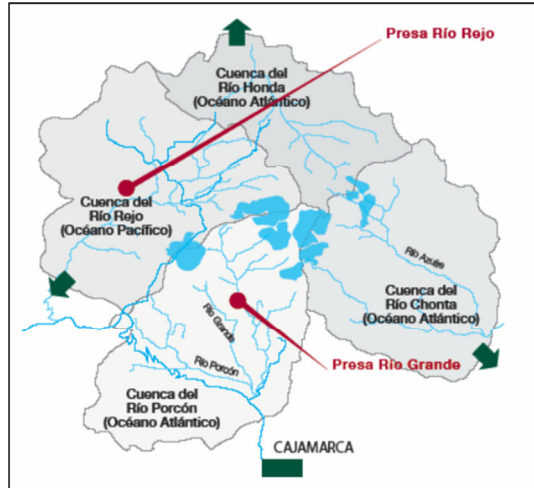 Presa Río Rejo
Cuenca del
Río Honda
(Océano Atlántico)
Cuenca del
Río Rejo
(Océano Pacífico)
Río Azufre
Cuenca del
Río Chonta
(Océano Atlántico)
Río Grande
Río Porcón
Presa Río Grande
Cuenca del
Río Porcón
(Océano Atlántico)
CAJAMARCA